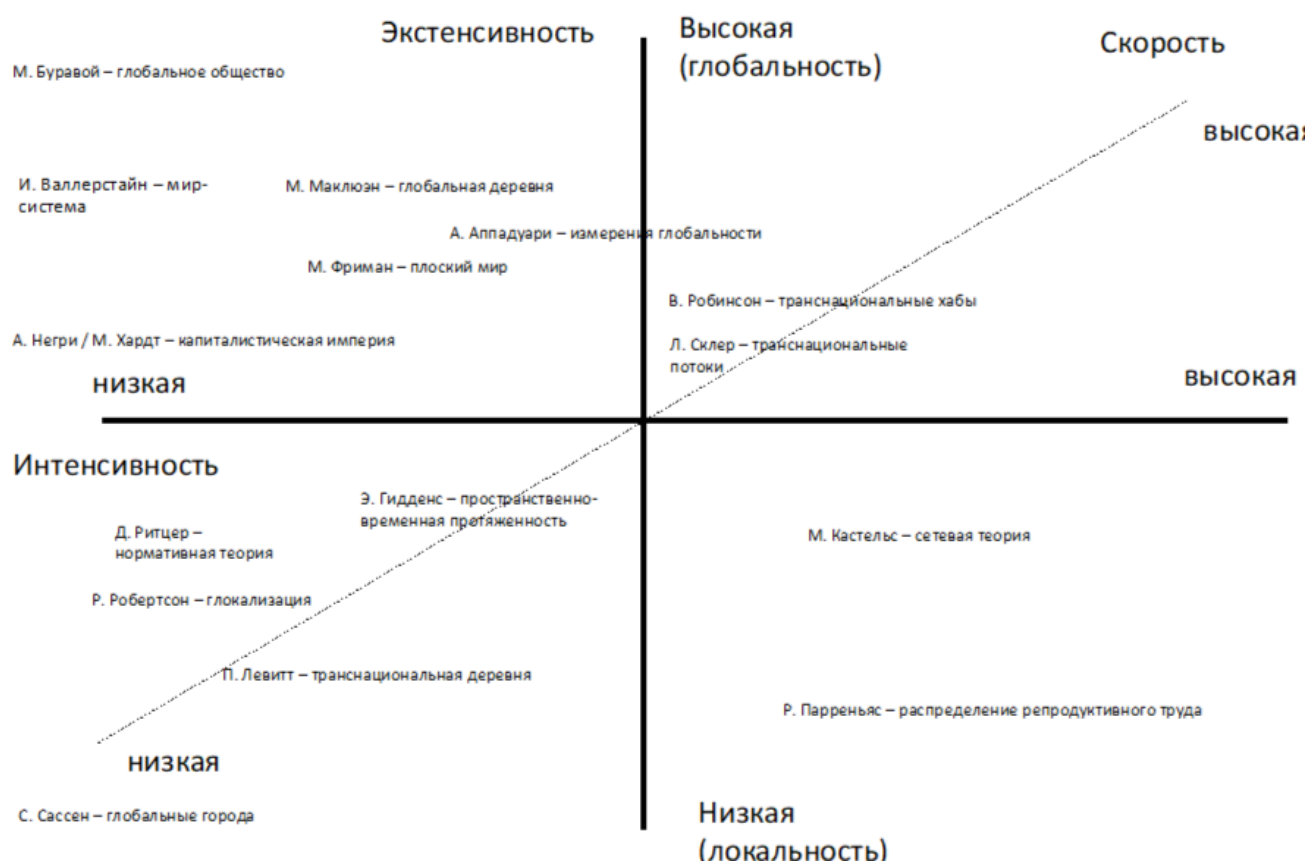 Экстенсивность
Высокая
(глобальность)
Скорость
М. Буравой – глобальное общество
высокая
И. Валлерстайн – мир-
система
М. Маклюэн – глобальная деревня
А. Аппадуари – измерения глобальности
М. Фриман – плоский мир
В. Робинсон – транснациональные хабы
А. Негри / М. Хардт – капиталистическая империя
Л. Склер – транснациональные
потоки
низкая
высокая
Интенсивность
Э. Гидденс – пространственно-
временная протяженность
Д. Ритцер –
нормативная теория
М. Кастельс – сетевая теория
Р. Робертсон – глокализация
П. Левитт – транснациональная деревня
Р. Парреньяс – распределение репродуктивного труда
низкая
С. Сассен – глобальные города
Низкая
(локальность)